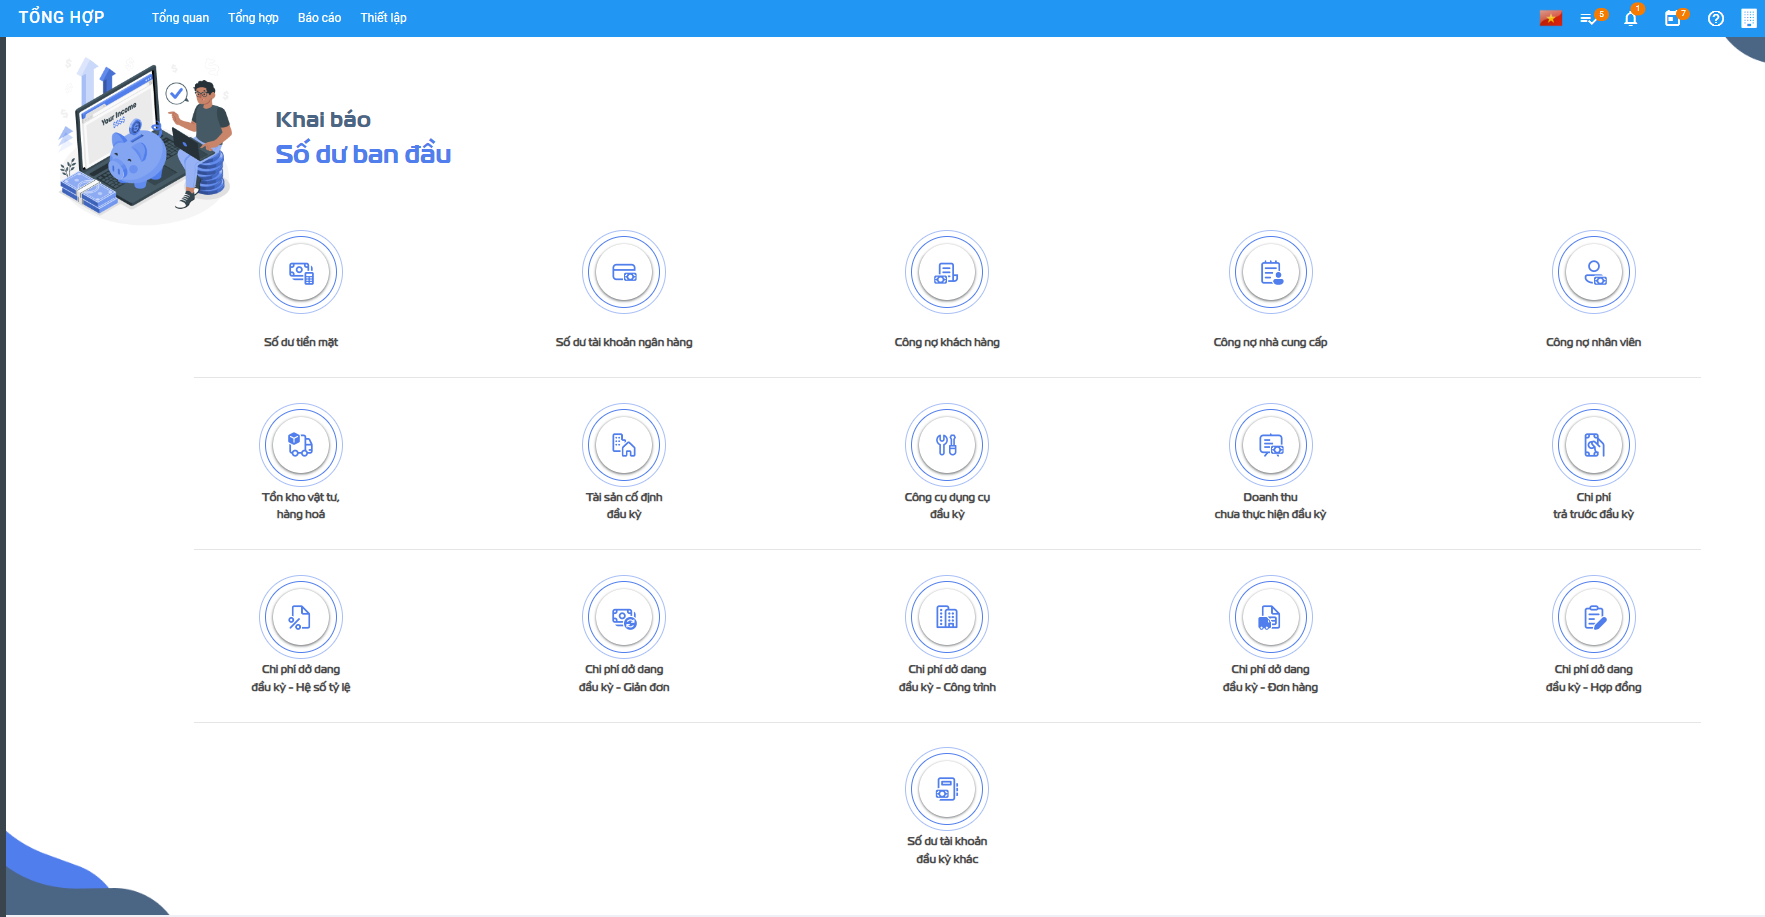 TỔNG HỢP
Tổng quan
Tổng hợp
Báo cáo
Thiết lập
5
1
7
Your Income
$$$$
Khai báo
Số dư ban đầu
Số dư tiền mặt
Số dư tài khoản ngân hàng
Công nợ khách hàng
Công nợ nhà cung cấp
Công nợ nhân viên
Tồn kho vật tư,
hàng hoá
Tài sản cố định
đầu kỳ
Công cụ dụng cụ
đầu kỳ
Doanh thu
chưa thực hiện đầu kỳ
Chi phí
trả trước đầu kỳ
Chi phí dở dang
đầu kỳ - Hệ số tỷ lệ
Chi phí dở dang
đầu kỳ - Giản đơn
Chi phí dở dang
đầu kỳ - Công trình
Chi phí dở dang
đầu kỳ - Đơn hàng
Chi phí dở dang
đầu kỳ - Hợp đồng
Số dư tài khoản
đầu kỳ khác